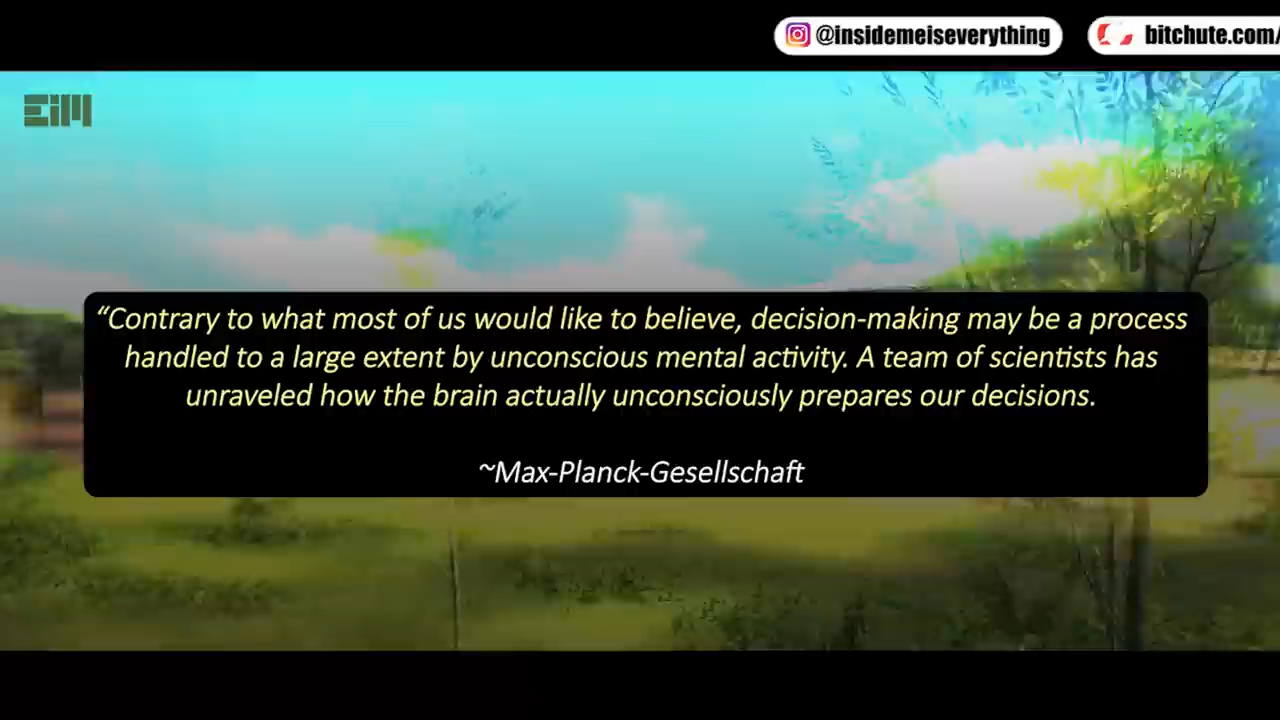 @insidemeiseverything
bitchute.com/
EiM
“Contrary to what most of us would like to believe, decision-making may be a process
handled to a large extent by unconscious mental activity. A team of scientists has
unraveled how the brain actually unconsciously prepares our decisions.
~Max-Planck-Gesellschaft